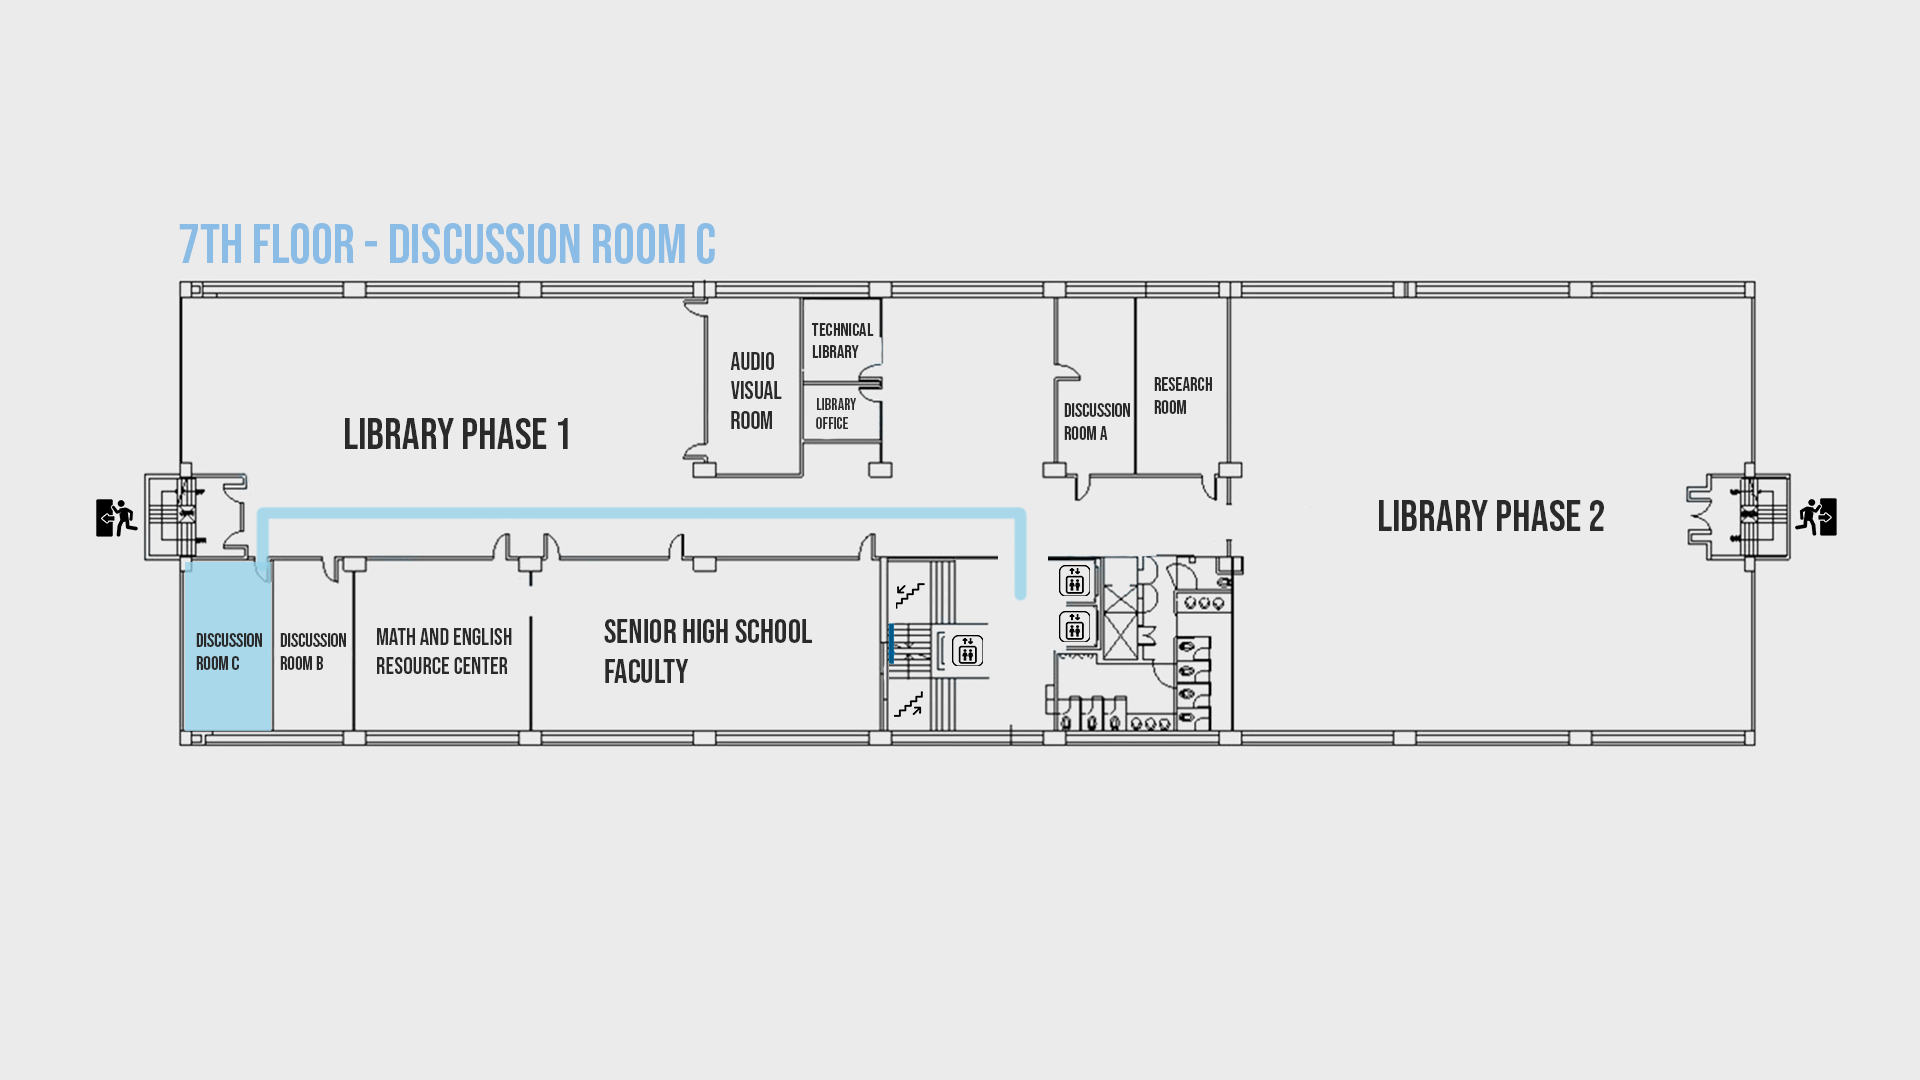 7TH FLOOR - DISCUSSION ROOM C
TECHNICAL
LIBRARY
AUDIO
VISUAL
ROOM
LIBRARY
OFFICE
RESEARCH
ROOM
DISCUSSION
ROOM A
LIBRARY PHASE 1
LIBRARY PHASE 2
DISCUSSION
ROOM C
DISCUSSION
ROOM B
MATH AND ENGLISH
RESOURCE CENTER
SENIOR HIGH SCHOOL
FACULTY